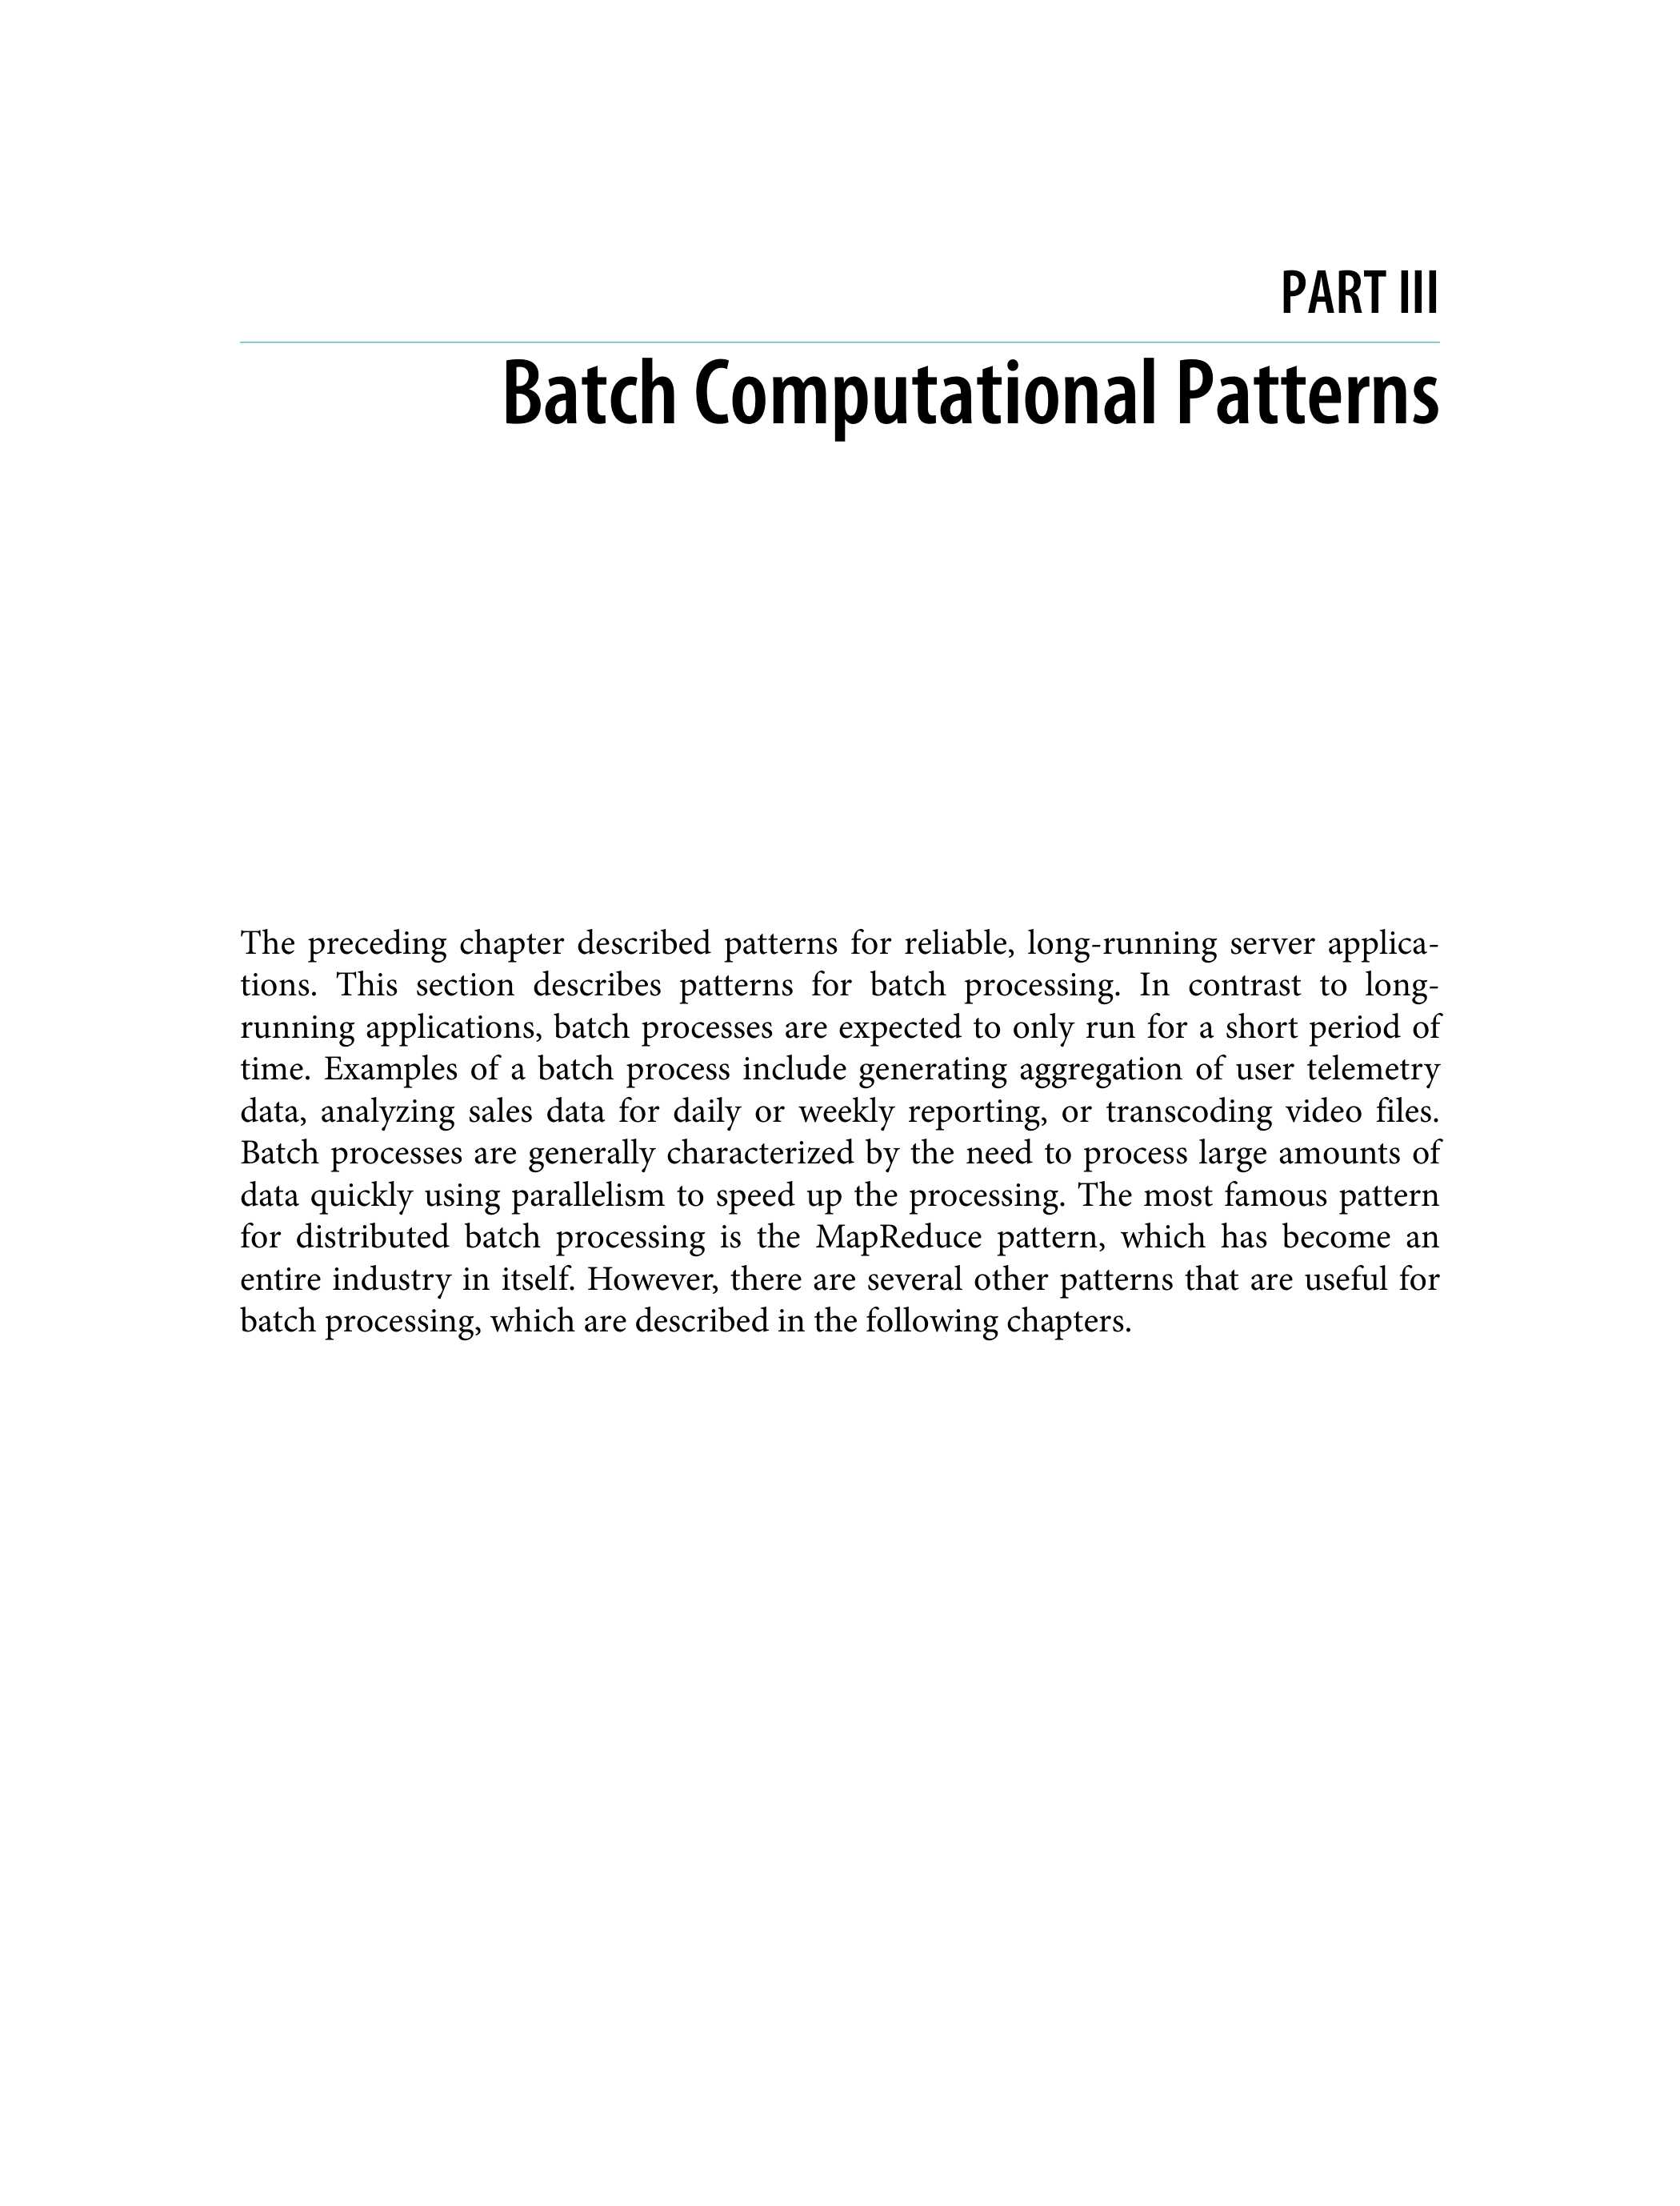 PART III
Batch Computational Patterns
The preceding chapter described patterns for reliable, long-running server applica-
tions. This section describes patterns for batch processing. In contrast to long-
running applications, batch processes are expected to only run for a short period of
time. Examples of a batch process include generating aggregation of user telemetry
data, analyzing sales data for daily or weekly reporting, or transcoding video files.
Batch processes are generally characterized by the need to process large amounts of
data quickly using parallelism to speed up the processing. The most famous pattern
for distributed batch processing is the MapReduce pattern, which has become an
entire industry in itself. However, there are several other patterns that are useful for
batch processing, which are described in the following chapters.